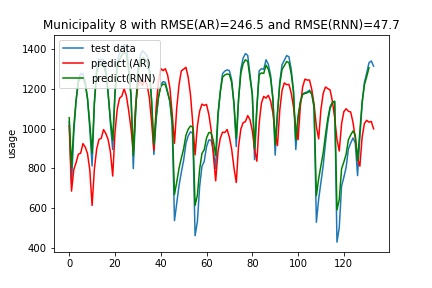 Municipality 8 with RMSE(AR)=246.5 and RMSE(RNN)=47.7
test data
predict(AR)
predict(RNN)
usage
1400
1200
1000
800
600
400
0
20
40
60
80
100
120